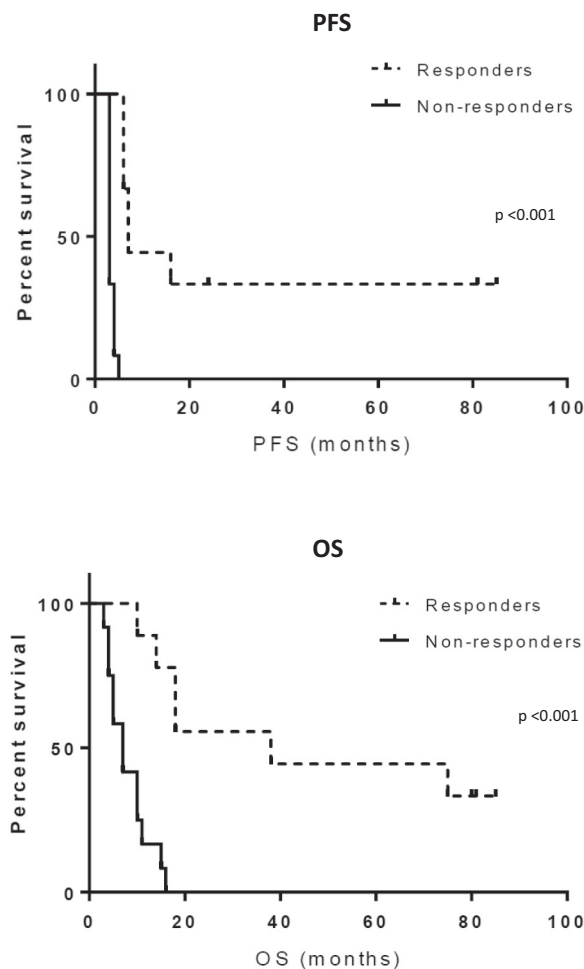 PFS
Responders
Non-responders
p <0.001
Percent survival
100
50
0
0 20 40 60 80 100
PFS (months)
OS
Responders
Non-responders
p <0.001
Percent survival
100
50
0
0 20 40 60 80 100
OS (months)